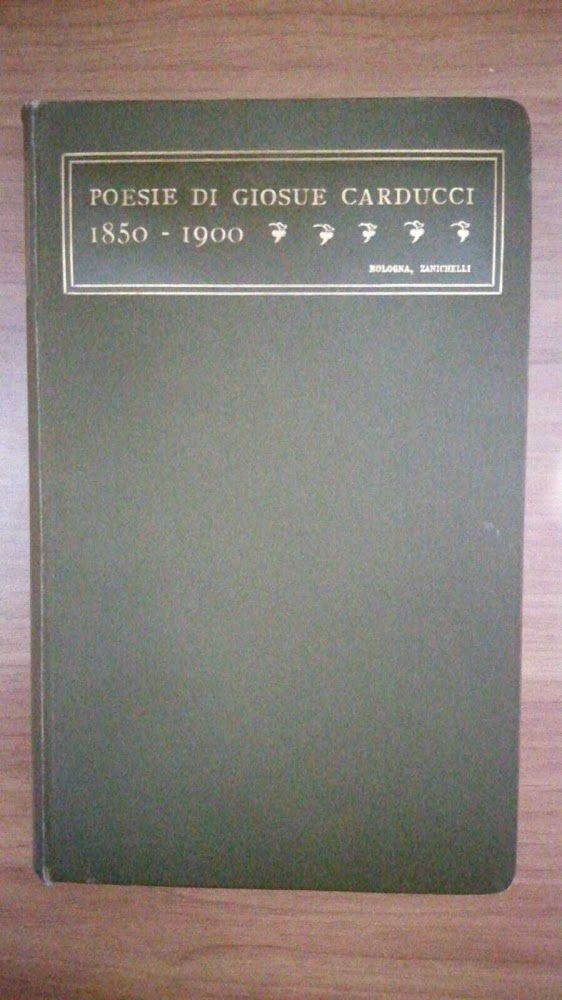 POESIE DI GIOSUE CARDUCCI
1850 - 1900
BOLOGNA, ZANICHELLI